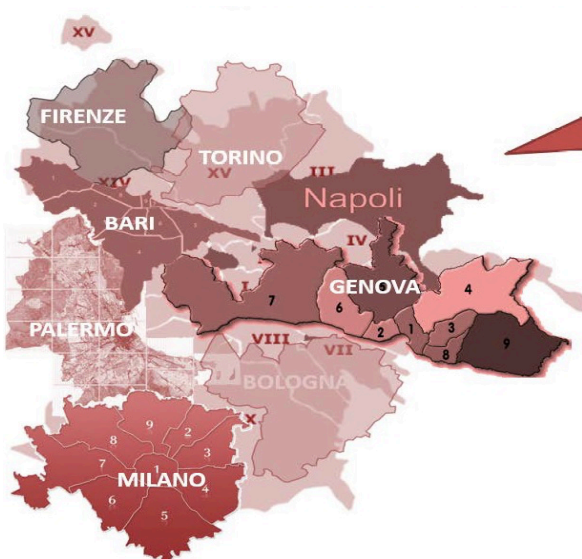 XV
FIRENZE
TORINO
XV
III
XIV
Napoli
BARI
IV
I
GENOVA
7
6
4
2
1
3
8
9
PALERMO
VIII
VII
BOLOGNA
X
9
2
8
3
7
1
MILANO
4
6
5